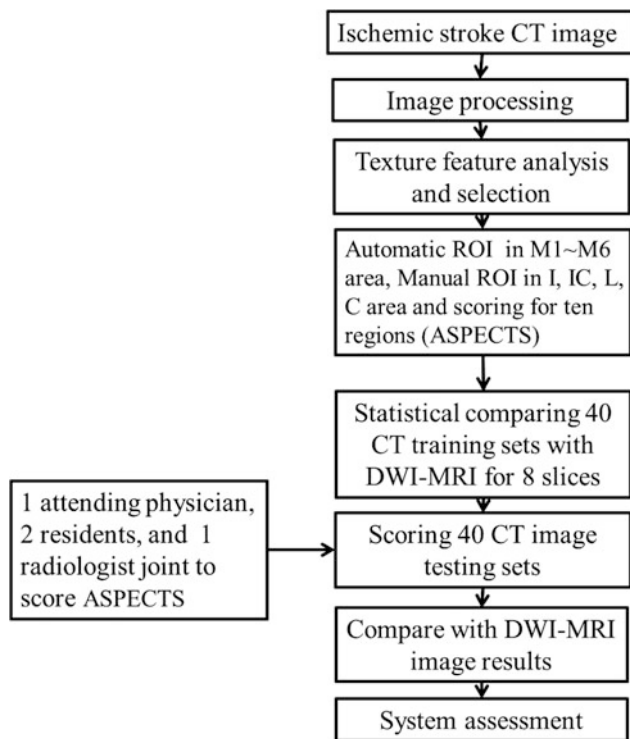 Ischemic stroke CT image
Image processing
Texture feature analysis
and selection
Automatic ROI in M1~M6
area, Manual ROI in I, IC, L,
C area and scoring for ten
regions (ASPECTS)
Statistical comparing 40
CT training sets with
DWI-MRI for 8 slices
1 attending physician,
2 residents, and 1
radiologist joint to
score ASPECTS
Scoring 40 CT image
testing sets
Compare with DWI-MRI
image results
System assessment